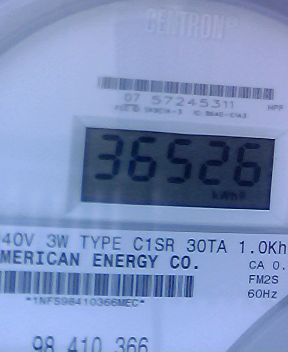 CENTRON®
07 57245311 HPF
36526
kWh
40V 3W TYPE C1SR 30TA 1.0Kh
MERICAN ENERGY CO. CA 0.
FM2S
*1NFS98410366MEC* 60Hz
98 410 366